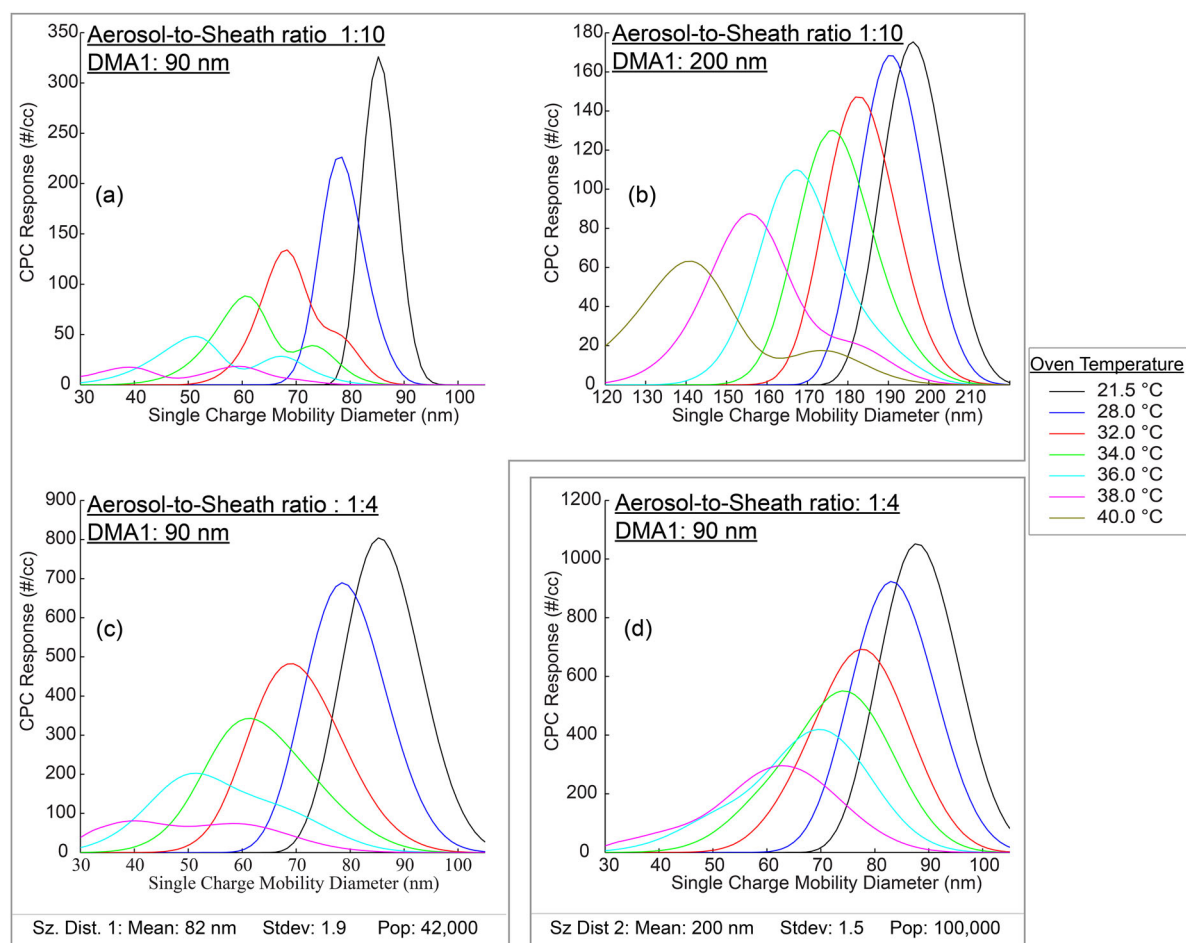 Aerosol-to-Sheath ratio 1:10
DMA1: 90 nm
(a)
CPC Response (#/cc)
350
300
250
200
150
100
50
0
30 40 50 60 70 80 90 100
Single Charge Mobility Diameter (nm)
Aerosol-to-Sheath ratio 1:10
DMA1: 200 nm
(b)
CPC Response (#/cc)
180
160
140
120
100
80
60
40
20
0
120 130 140 150 160 170 180 190 200 210
Single Charge Mobility Diameter (nm)
Oven Temperature
21.5 °C
28.0 °C
32.0 °C
34.0 °C
36.0 °C
38.0 °C
40.0 °C
Aerosol-to-Sheath ratio : 1:4
DMA1: 90 nm
(c)
CPC Response (#/cc)
900
800
700
600
500
400
300
200
100
0
30 40 50 60 70 80 90 100
Single Charge Mobility Diameter (nm)
Aerosol-to-Sheath ratio: 1:4
DMA1: 90 nm
(d)
CPC Response (#/cc)
1200
1000
800
600
400
200
0
30 40 50 60 70 80 90 100
Single Charge Mobility Diameter (nm)
Sz. Dist. 1: Mean: 82 nm Stdev: 1.9 Pop: 42,000
Sz Dist 2: Mean: 200 nm Stdev: 1.5 Pop: 100,000